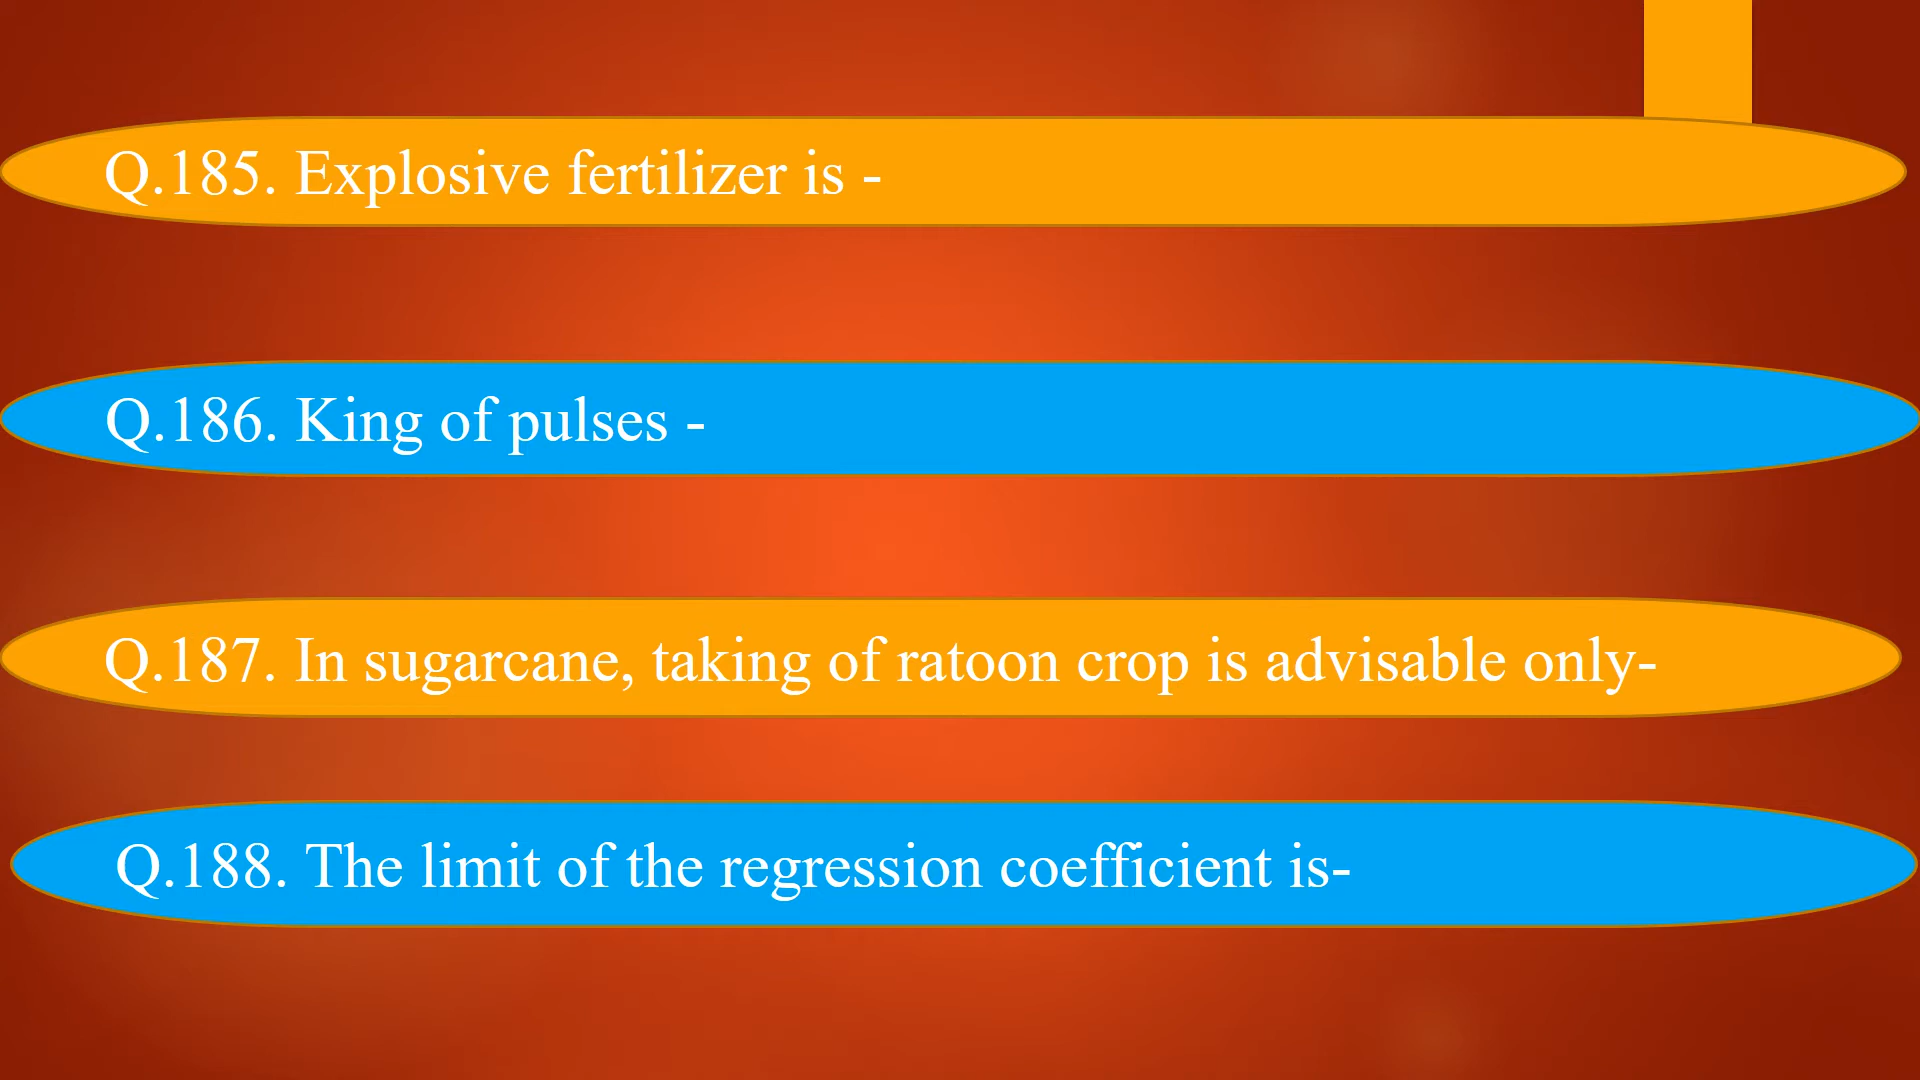 Q.185. Explosive fertilizer is -
Q.186. King of pulses -
Q.187. In sugarcane, taking of ratoon crop is advisable only-
Q.188. The limit of the regression coefficient is-